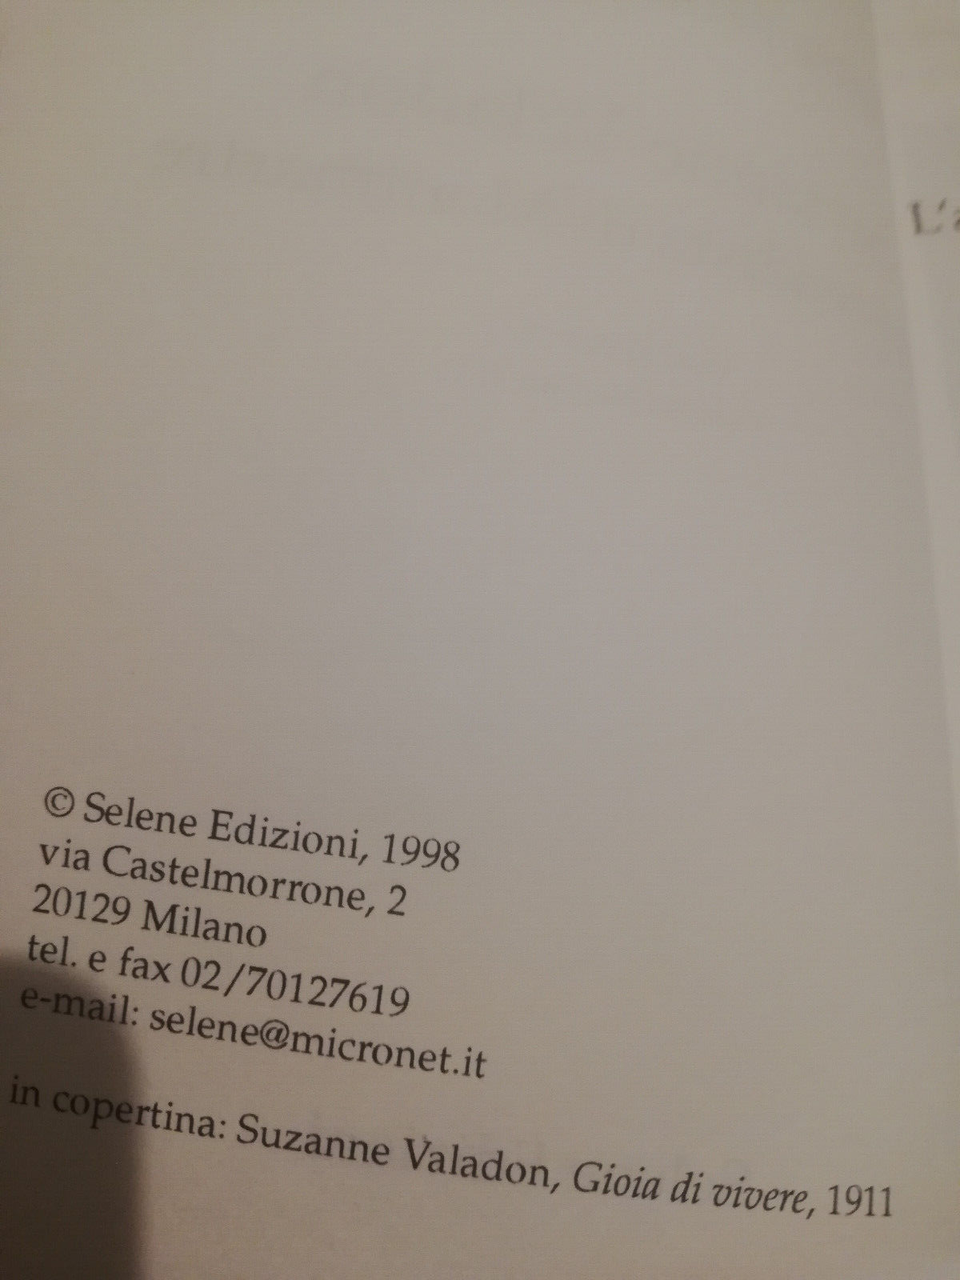 © Selene Edizioni, 1998
via Castelmorrone, 2
20129 Milano
tel. e fax 02/70127619
e-mail: selene@micronet.it
in copertina: Suzanne Valadon, Gioia di vivere, 1911